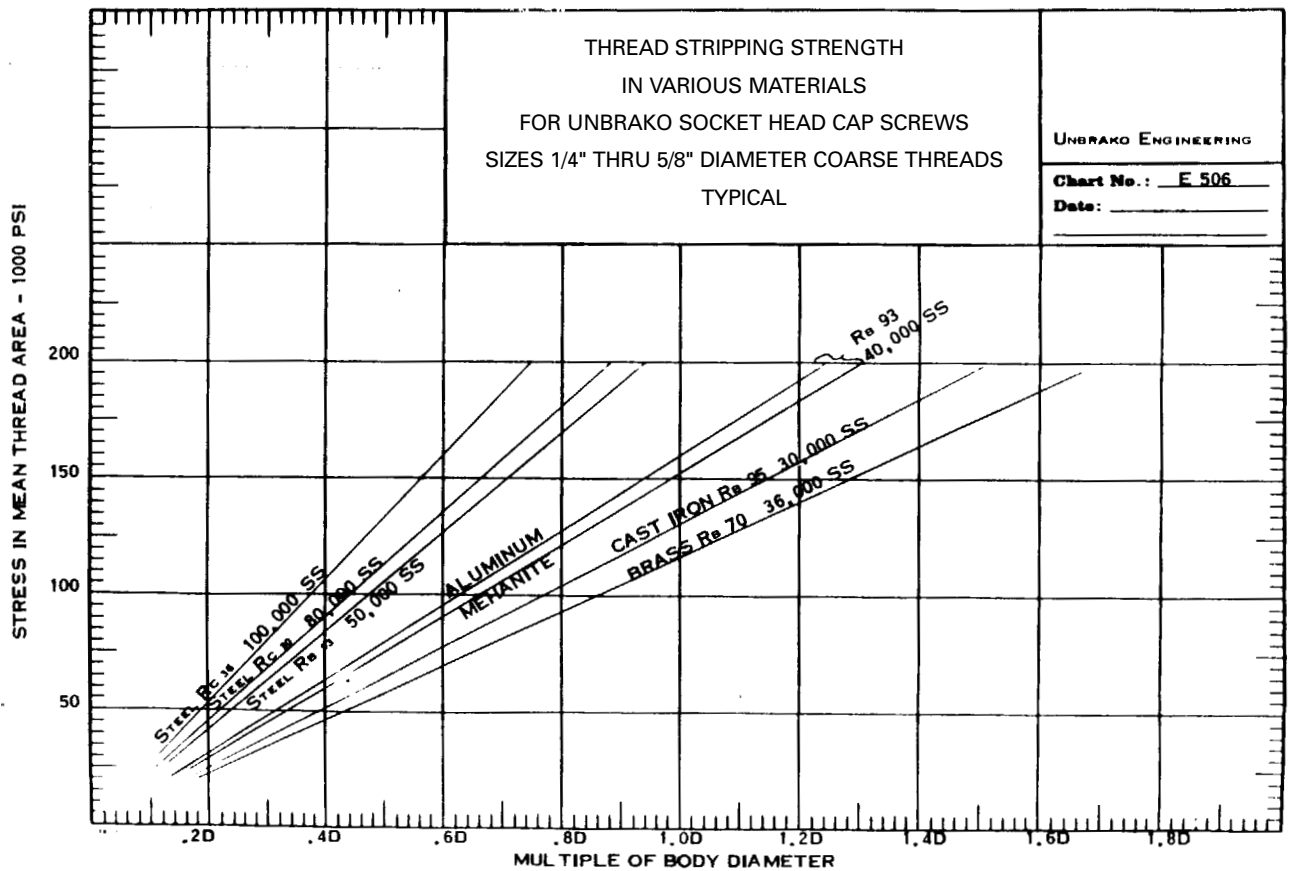 THREAD STRIPPING STRENGTH
IN VARIOUS MATERIALS
FOR UNBRAKO SOCKET HEAD CAP SCREWS
SIZES 1/4" THRU 5/8" DIAMETER COARSE THREADS
TYPICAL
UNBRAKO ENGINEERING
Chart No.: E 506
Date:
STRESS IN MEAN THREAD AREA - 1000 PSI
200
150
100
50
RB 93
40,000 SS
STEEL RC 36 100,000 SS
STEEL RC 80,000 SS
STEEL RB 50,000 SS
ALUMINUM
MEHANITE
CAST IRON RB 95 30,000 SS
BRASS RB 70 36,000 SS
.2D .4D .6D .8D 1.0D 1.2D 1.4D 1.6D 1.8D
MULTIPLE OF BODY DIAMETER